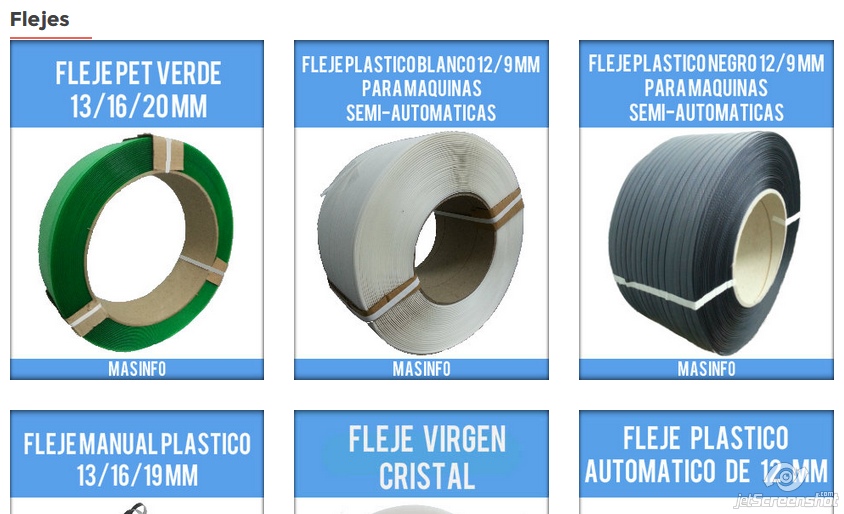 Flejes
FLEJE PET VERDE
13/16/20 MM
FLEJE PLASTICO BLANCO 12/9 MM
PARA MAQUINAS
SEMI-AUTOMATICAS
FLEJE PLASTICO NEGRO 12/9 MM
PARA MAQUINAS
SEMI-AUTOMATICAS
MASINFO
MASINFO
MASINFO
FLEJE MANUAL PLASTICO
13/16/19 MM
FLEJE VIRGEN
CRISTAL
FLEJE PLASTICO
AUTOMATICO DE 12 MM
jetScreenshot.com